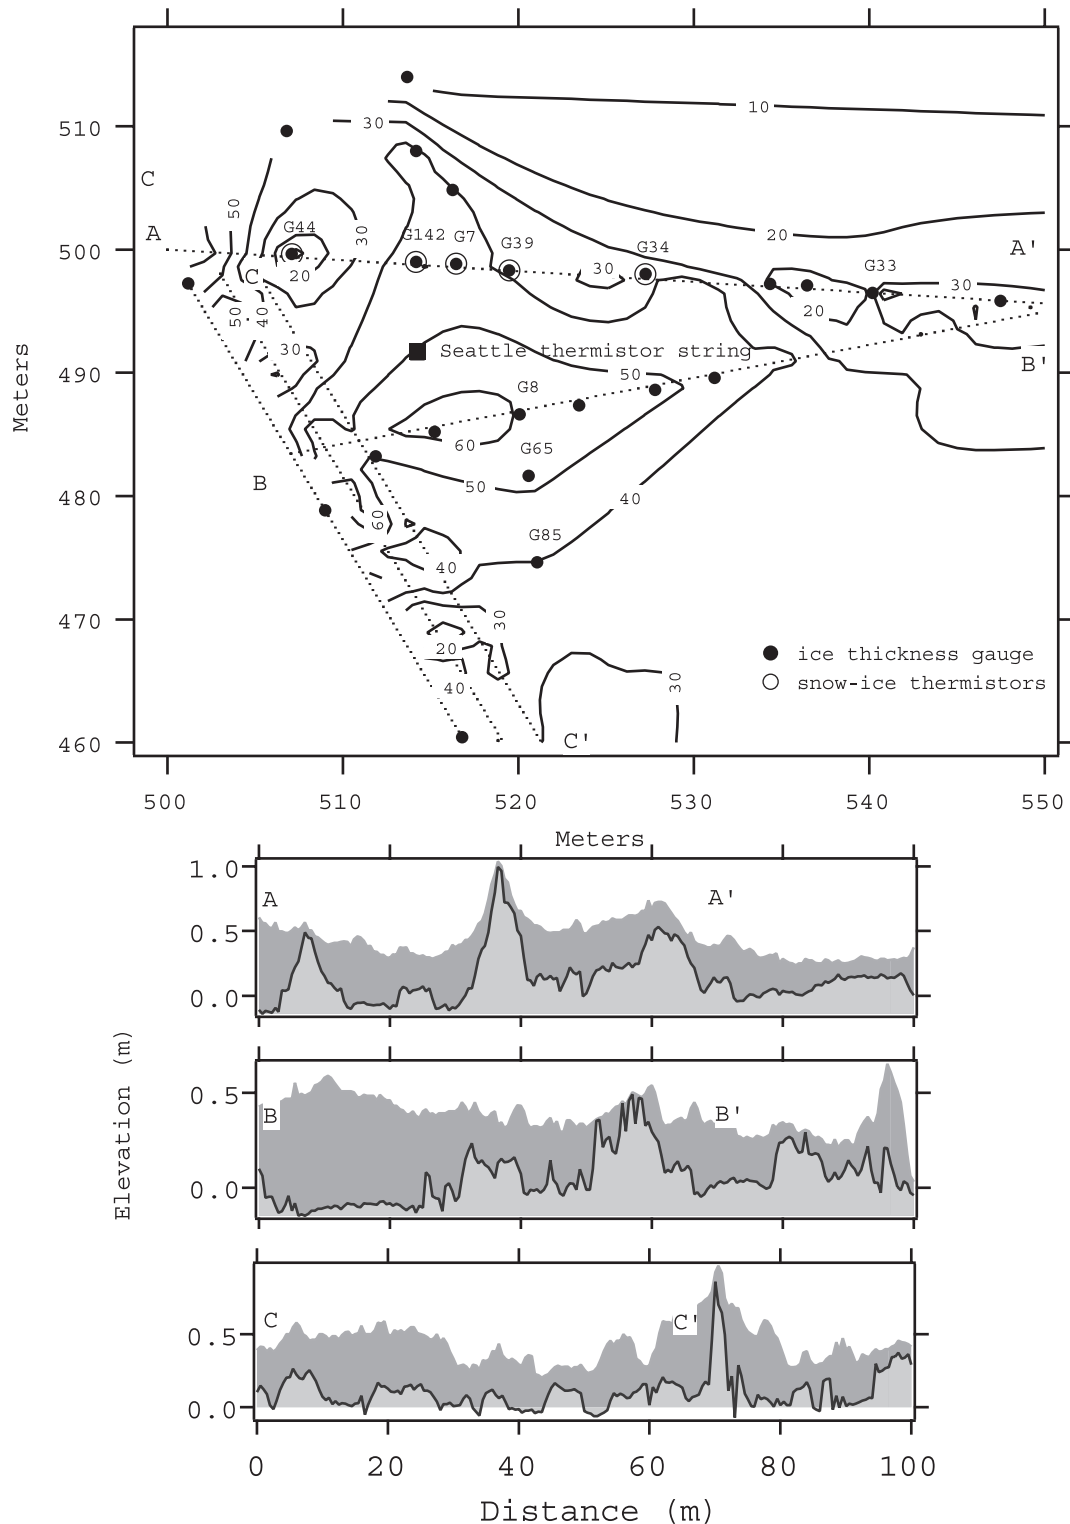 10
510
30
C
50
A
G44
30
G142 G7
G39
G34
20
A'
500
G33
C
20
30
30
20
50
40
30
Seattle thermistor string
B'
490
50
G8
60
G65
50
B
480
40
60
G85
40
470
30
20
ice thickness gauge
40
30
snow-ice thermistors
460
C'
500 510 520 530 540 550
Meters
Meters
1.0
A
A'
0.5
0.0
0.5
B
B'
0.0
Elevation (m)
C
C'
0.5
0.0
0 20 40 60 80 100
Distance (m)